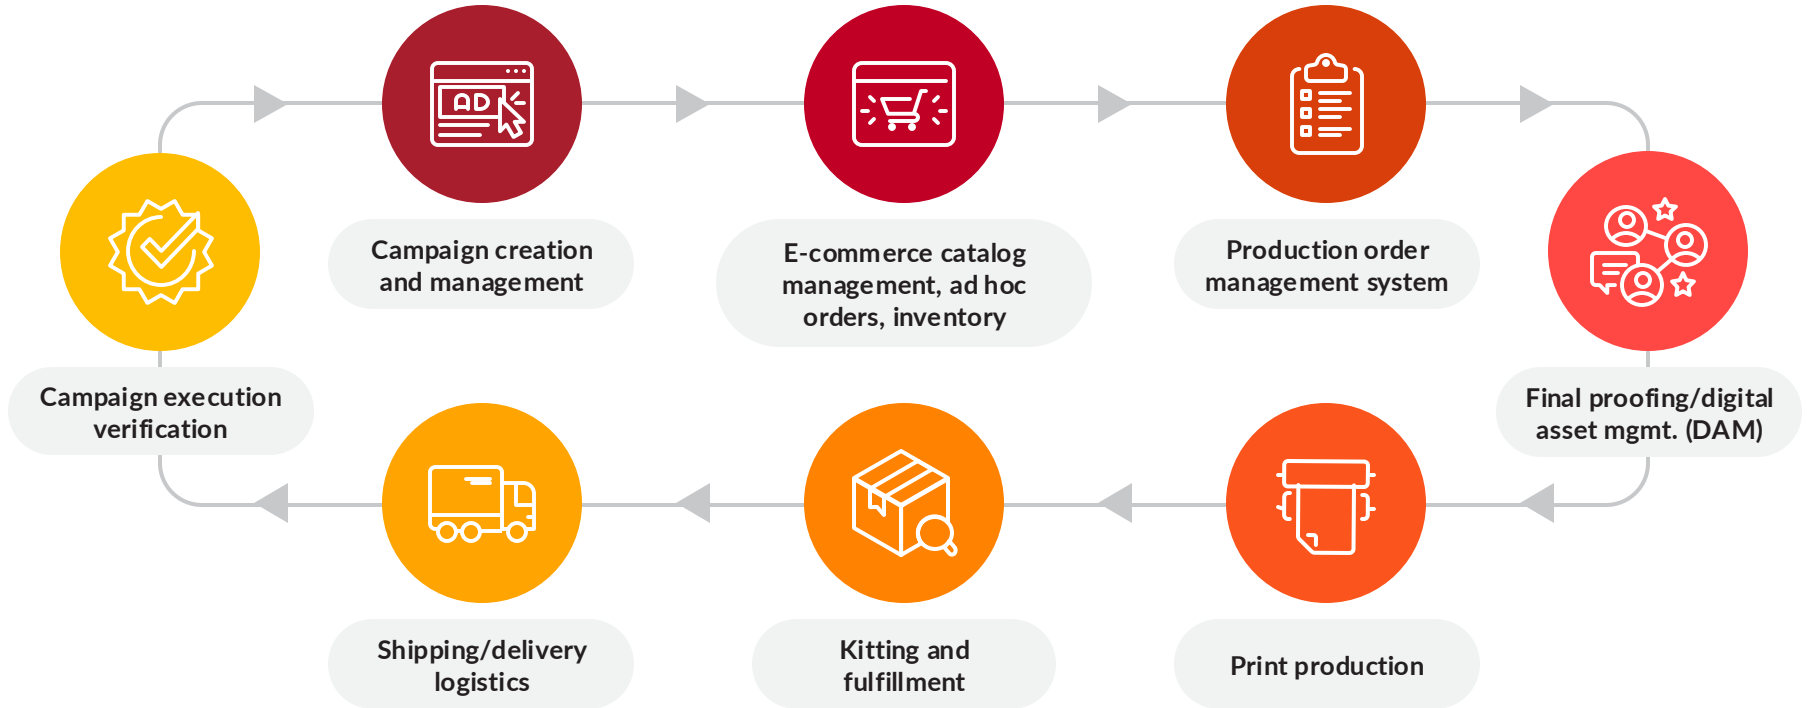 AD
Campaign creation
and management
E-commerce catalog
management, ad hoc
orders, inventory
Production order
management system
Campaign execution
verification
Final proofing/digital
asset mgmt. (DAM)
Shipping/delivery
logistics
Kitting and
fulfillment
Print production